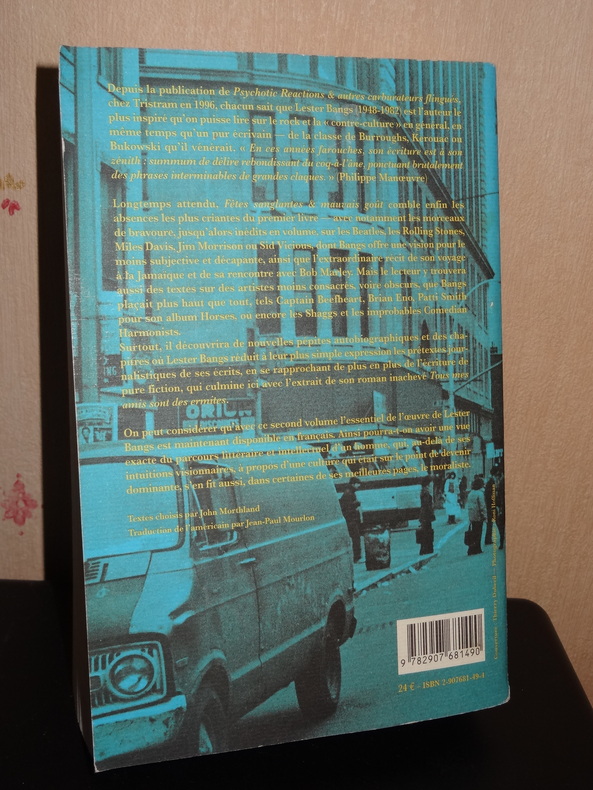 Depuis la publication de Psychotic Reactions & autres carburateurs flingués,
chez Tristram en 1996, chacun sait que Lester Bangs (1948-1982) est l'auteur le
plus inspiré qu'on puisse lire sur le rock et la « contre-culture » en général, en
même temps qu'un pur écrivain — de la classe de Burroughs, Kerouac ou
Bukowski qu'il vénérait. « En ces années farouches, son écriture est à son
zénith : summum de délire rebondissant du coq-à-l'âne, ponctuant brutalement
des phrases interminables de grandes claques. » (Philippe Manœuvre)
Longtemps attendu, Fêtes sanglantes & mauvais goût comble enfin les
absences les plus criantes du premier livre — avec notamment les morceaux
de bravoure, jusqu'alors inédits en volume, sur les Beatles, les Rolling Stones,
Miles Davis, Jim Morrison ou Sid Vicious, dont Bangs offre une vision pour le
moins subjective et décapante, ainsi que l'extraordinaire récit de son voyage
à la Jamaïque et de sa rencontre avec Bob Marley. Mais le lecteur y trouvera
aussi des textes sur des artistes moins consacrés, voire obscurs, que Bangs
plaçait plus haut que tout, tels Captain Beefheart, Brian Eno, Patti Smith
pour son album Horses, ou encore les Shaggs et les improbables Comedian
Harmonists.
Surtout, il découvrira de nouvelles pépites autobiographiques et des cha-
pitres où Lester Bangs réduit à leur plus simple expression les prétextes jour-
nalistiques de ses écrits, en se rapprochant de plus en plus de l'écriture de
pure fiction, qui culmine ici avec l'extrait de son roman inachevé Tous mes
amis sont des ermites.
ORION
On peut considérer qu'avec ce second volume l'essentiel de l'œuvre de Lester
Bangs est maintenant disponible en français. Ainsi pourra-t-on avoir une vue
exacte du parcours littéraire et intellectuel d'un homme qui, au-delà de ses
intuitions visionnaires, à propos d'une culture qui était sur le point de devenir
dominante, s'en fit aussi, dans certaines de ses meilleures pages, le moraliste.
Textes choisis par John Morthland
Traduction de l'américain par Jean-Paul Mourlon
9 782907 681490
24 € - ISBN 2-907681-49-4